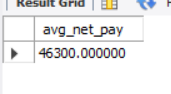 Result Grid
avg_net_pay
46300.000000